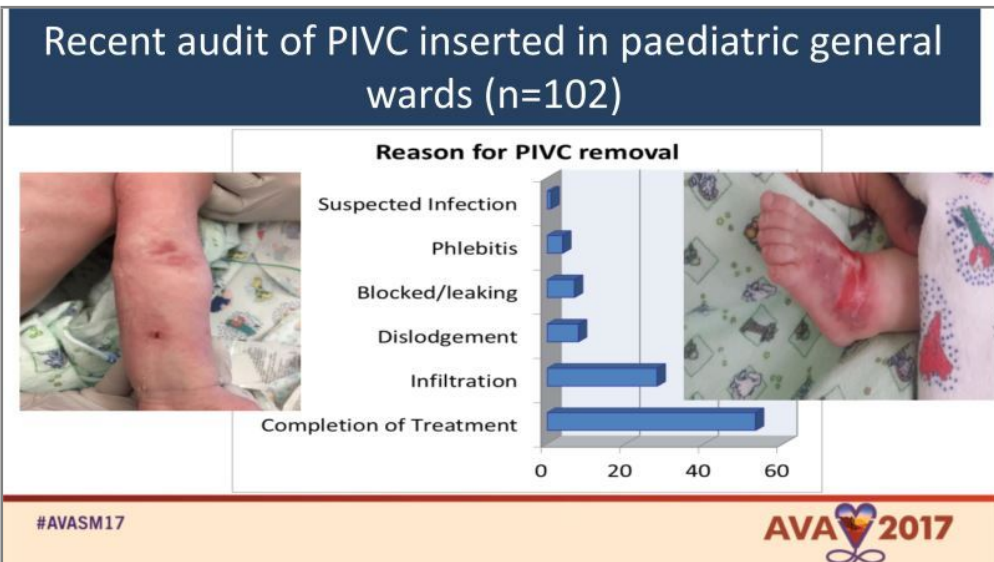 Recent audit of PIVC inserted in paediatric general
wards (n=102)
Reason for PIVC removal
Suspected Infection
Phlebitis
Blocked/leaking
Dislodgement
Infiltration
Completion of Treatment
0 20 40 60
#AVASM17
AVA 2017